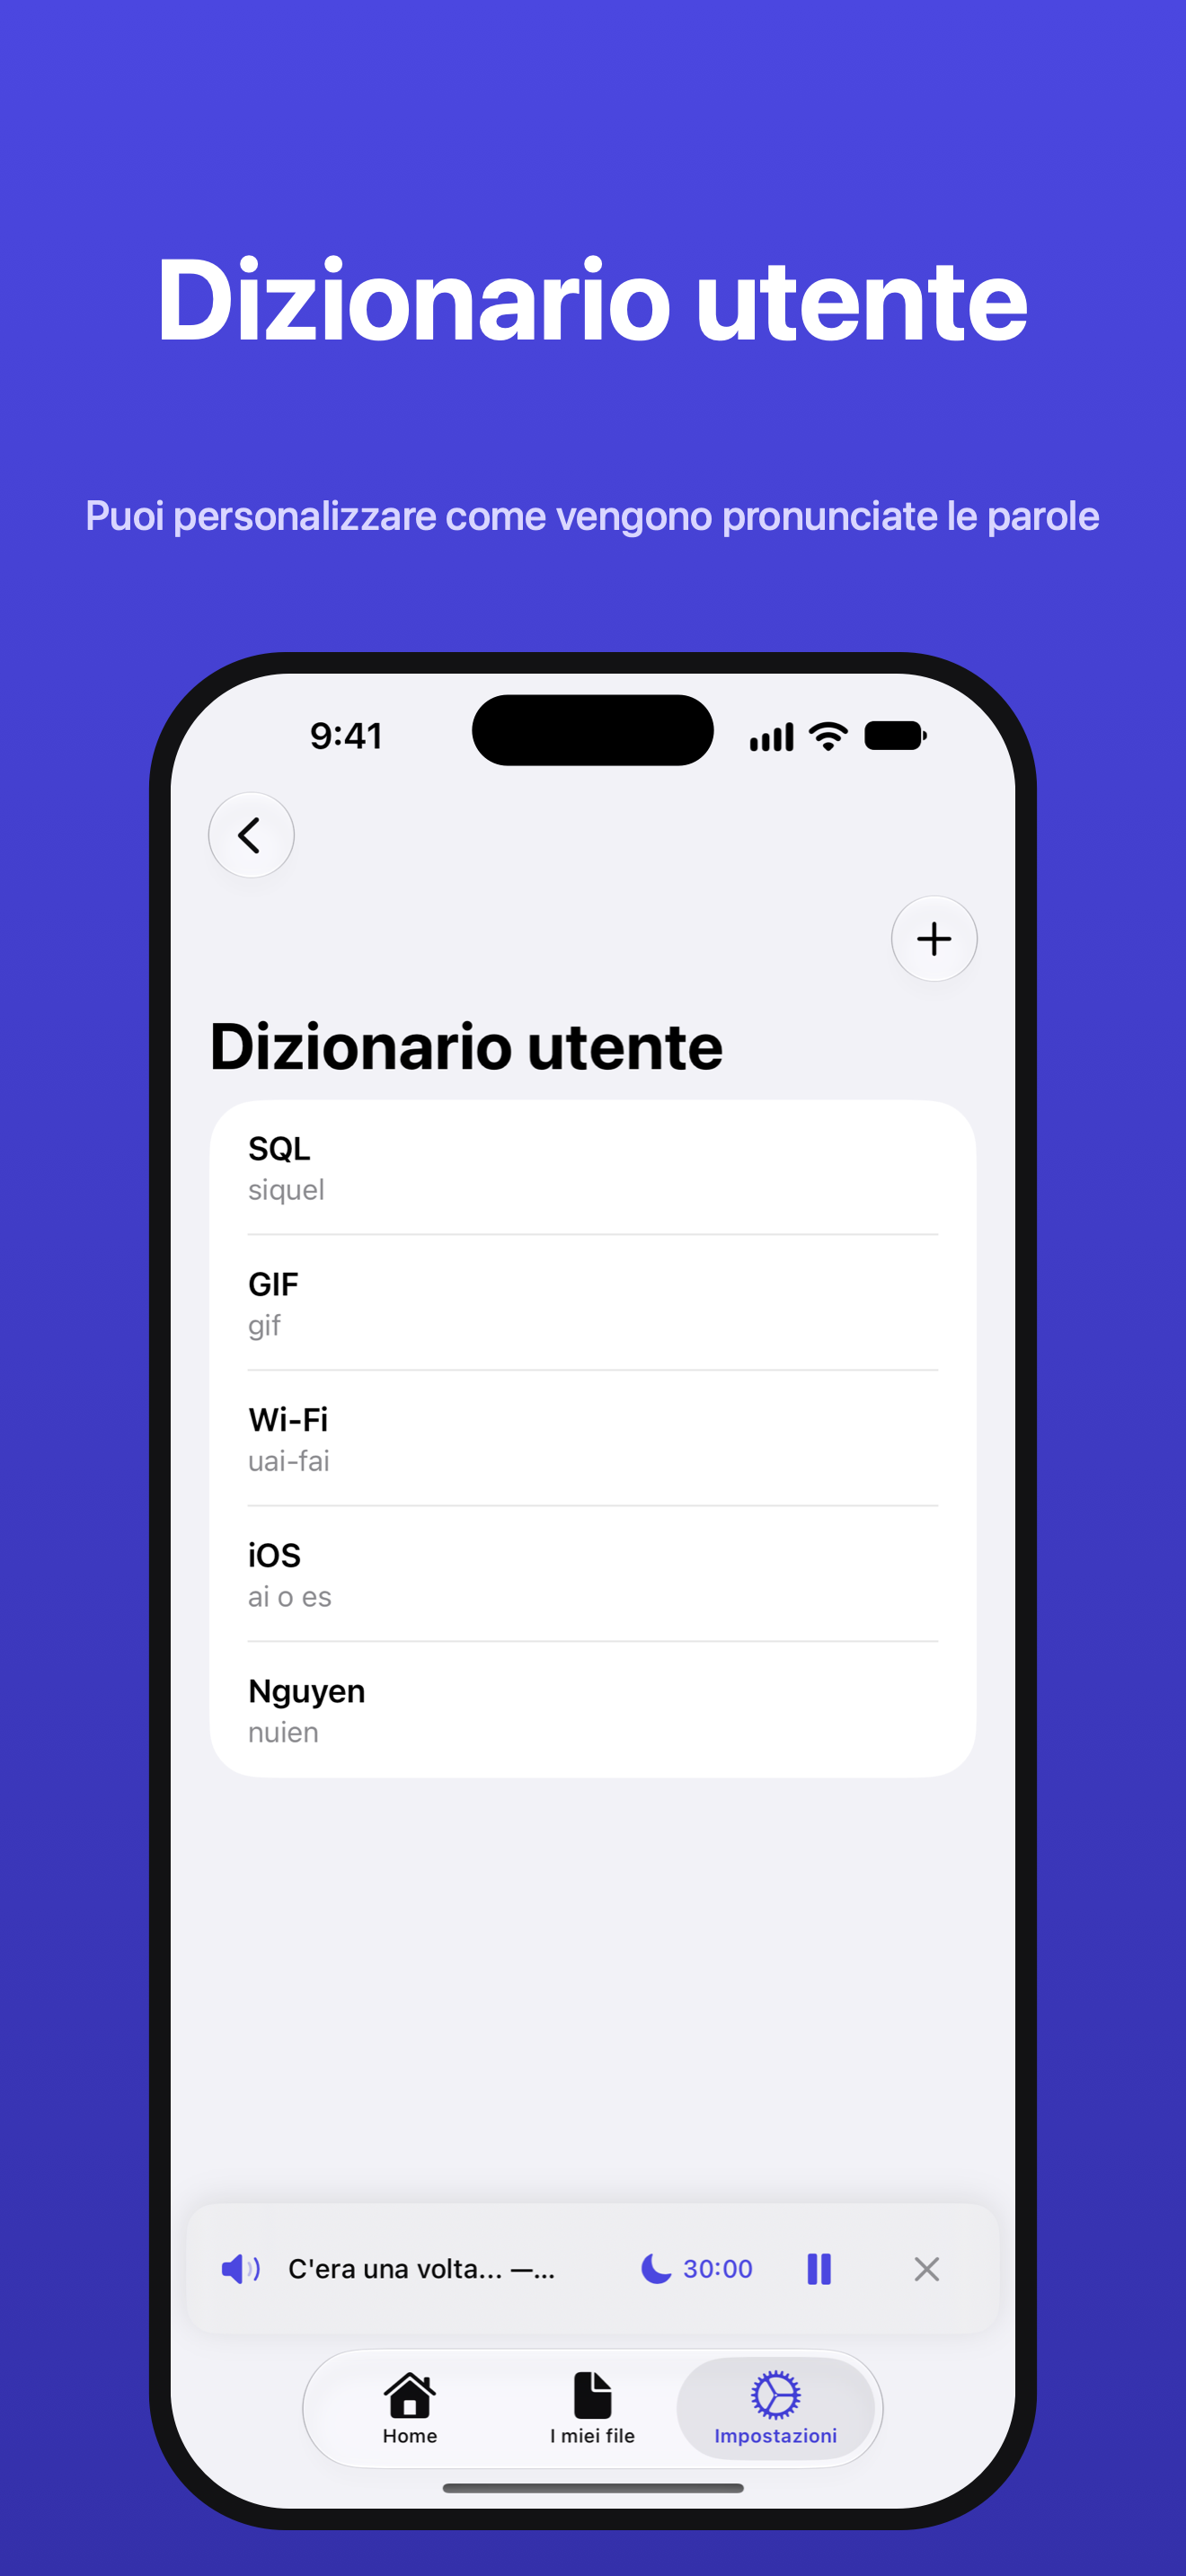 Dizionario utente
Puoi personalizzare come vengono pronunciate le parole
9:41
Dizionario utente
SQL
siquel
GIF
gif
Wi-Fi
uai-fai
iOS
ai o es
Nguyen
nuien
C'era una volta... —...
30:00
Home
I miei file
Impostazioni